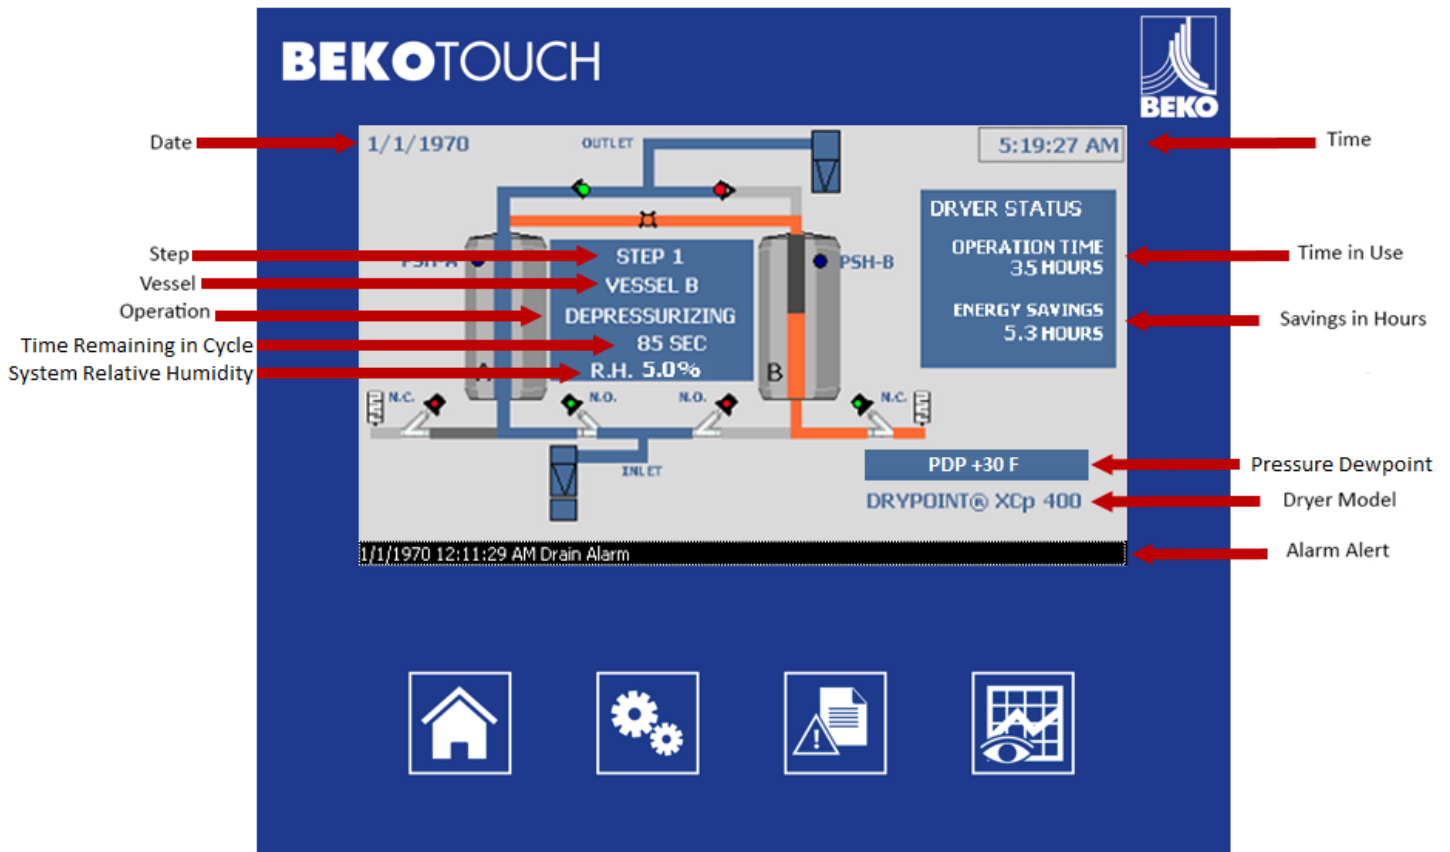 BEKOTOUCH
BEKO
Date
1/1/1970
OUTLET
5:19:27 AM
Time
DRYER STATUS
OPERATION TIME
35 HOURS
Time in Use
ENERGY SAVINGS
5.3 HOURS
Savings in Hours
Step
PSH-A
STEP 1
PSH-B
Vessel
VESSEL B
Operation
DEPRESSURIZING
Time Remaining in Cycle
85 SEC
System Relative Humidity
A
R.H. 5.0%
B
N.C.
N.O.
N.O.
N.C.
INLET
PDP +30 F
Pressure Dewpoint
DRYPOINT® XCp 400
Dryer Model
1/1/1970 12:11:29 AM Drain Alarm
Alarm Alert